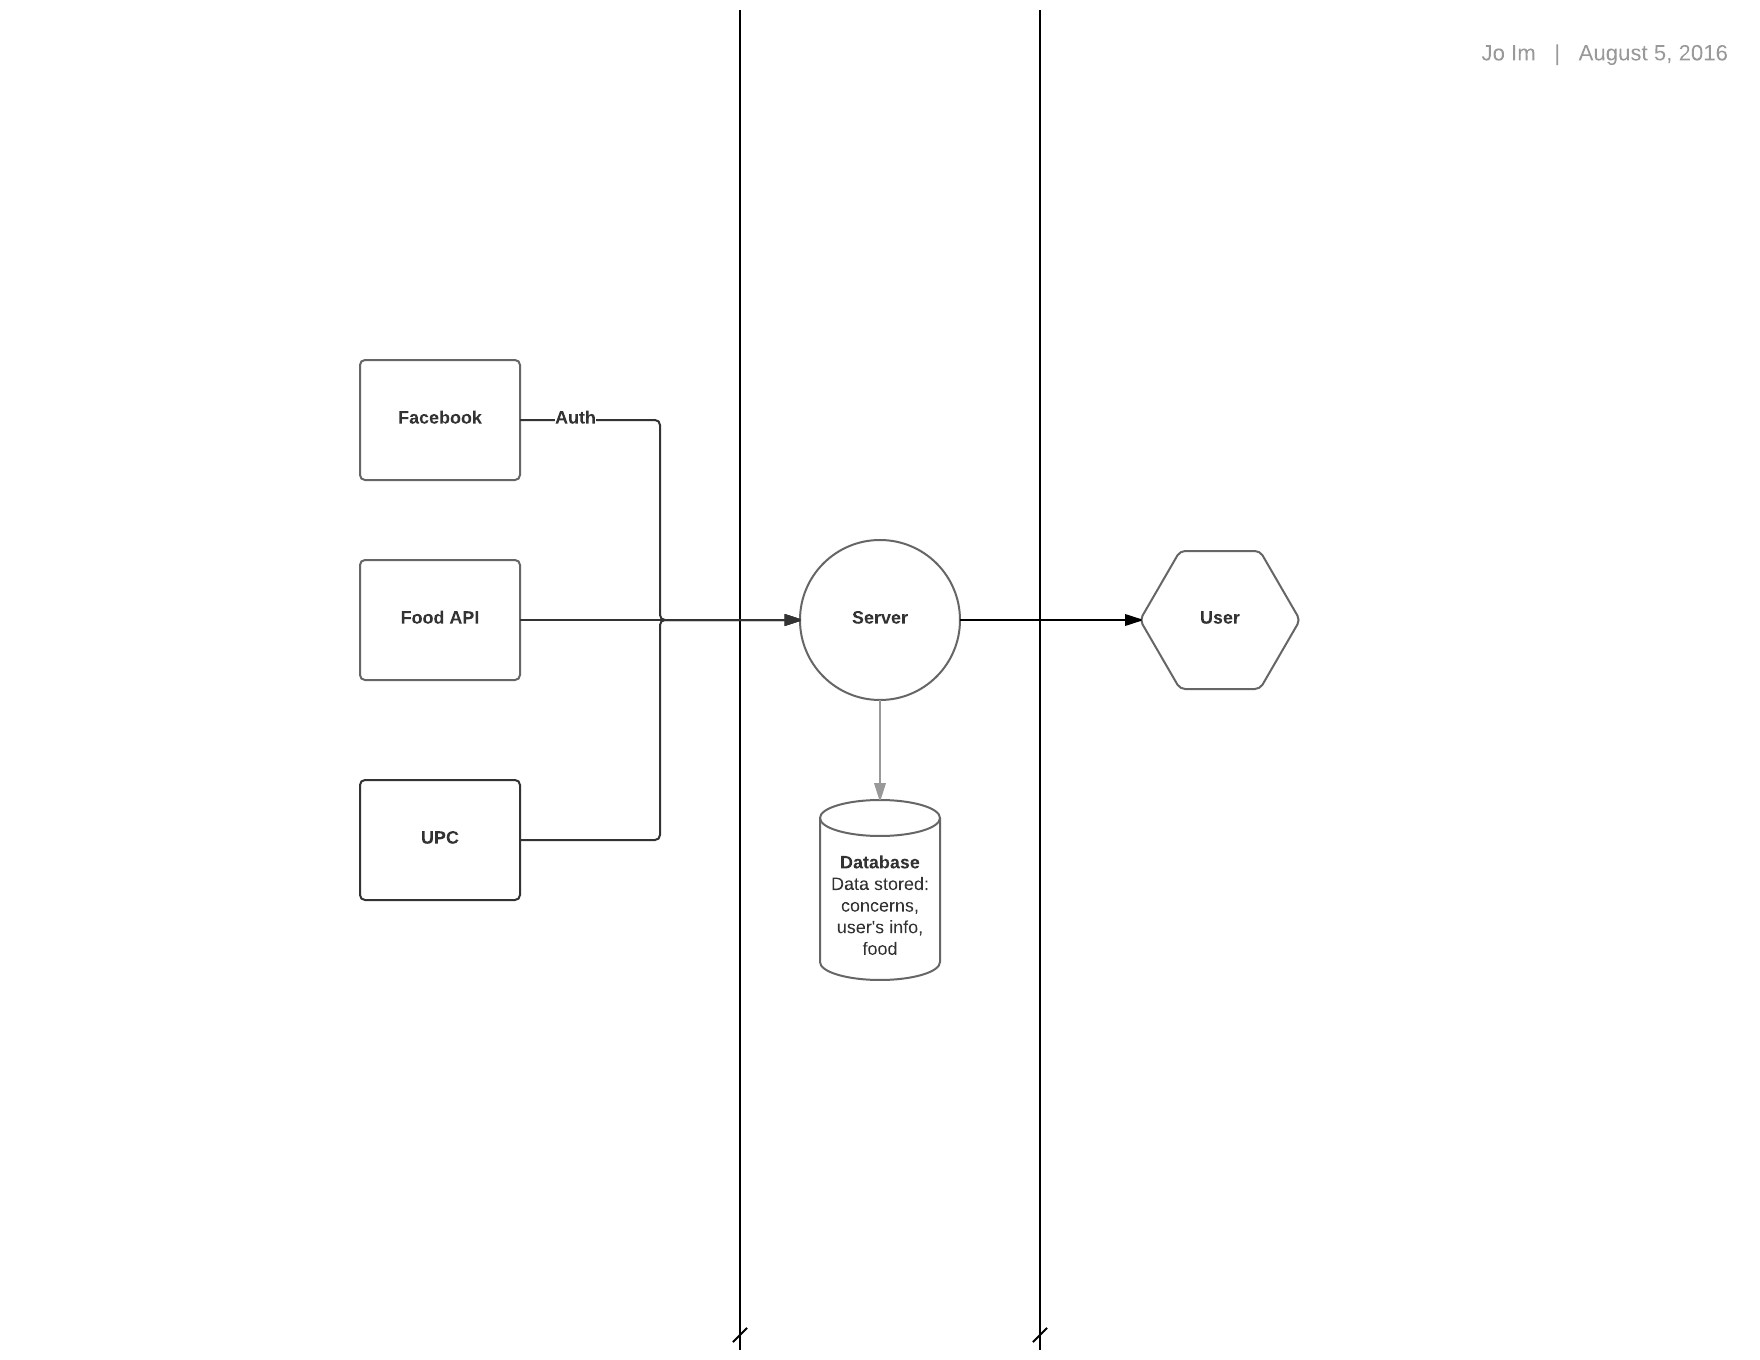 Jo Im | August 5, 2016
Facebook
Auth
Food API
Server
User
UPC
Database
Data stored:
concerns,
user's info,
food